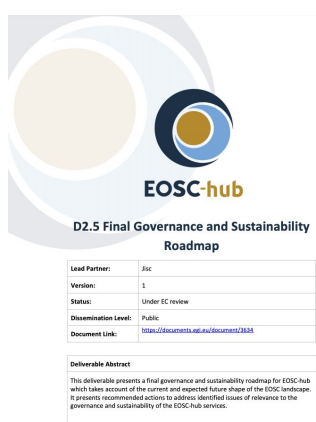 EOSC-hub
D2.5 Final Governance and Sustainability
Roadmap
Lead Partner: Jisc
Version: 1
Status: Under EC review
Dissemination Level: Public
Document Link: https://documents.egi.eu/document/3634
Deliverable Abstract
This deliverable presents a final governance and sustainability roadmap for EOSC-hub
which takes account of the current and expected future shape of the EOSC landscape.
It presents recommended actions to address identified issues of relevance to the
governance and sustainability of the EOSC-hub services.